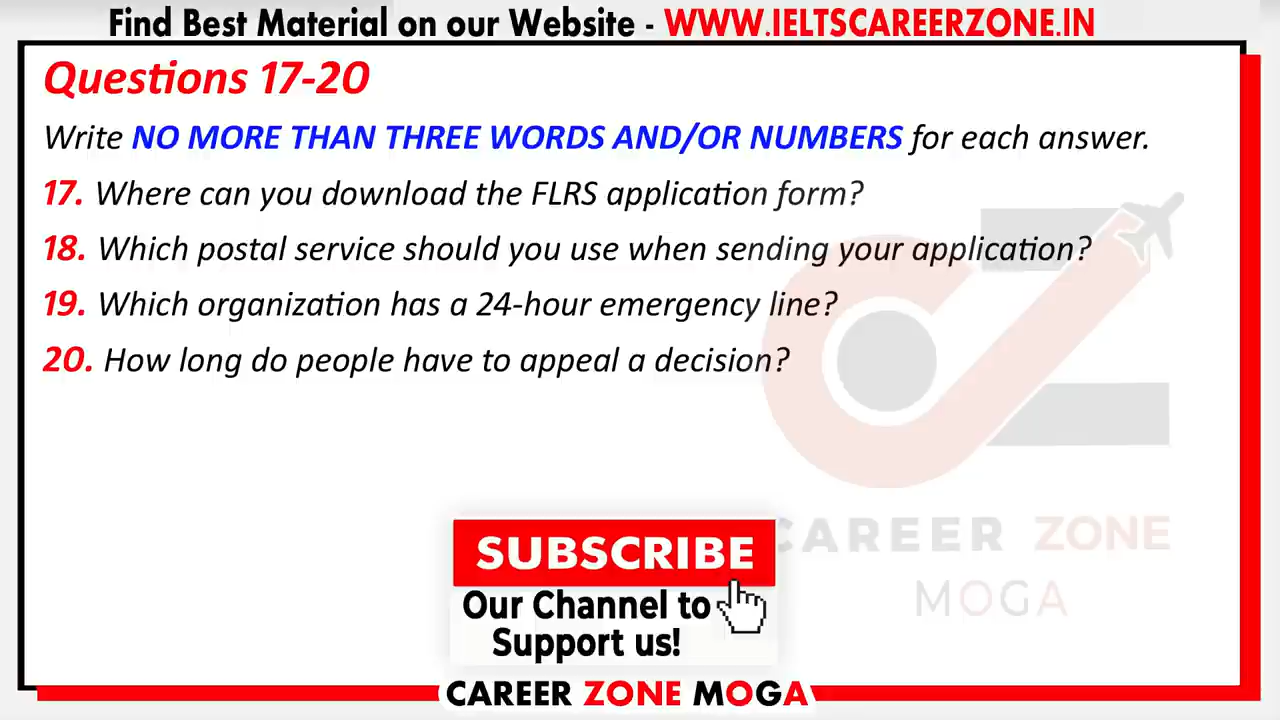 Find Best Material on our Website - WWW.IELTSCAREERZONE.IN
Questions 17-20
Write NO MORE THAN THREE WORDS AND/OR NUMBERS for each answer.
17. Where can you download the FLRS application form?
18. Which postal service should you use when sending your application?
19. Which organization has a 24-hour emergency line?
20. How long do people have to appeal a decision?
CAREER ZONE
MOGA
SUBSCRIBE
Our Channel to
Support us!
CAREER ZONE MOGA